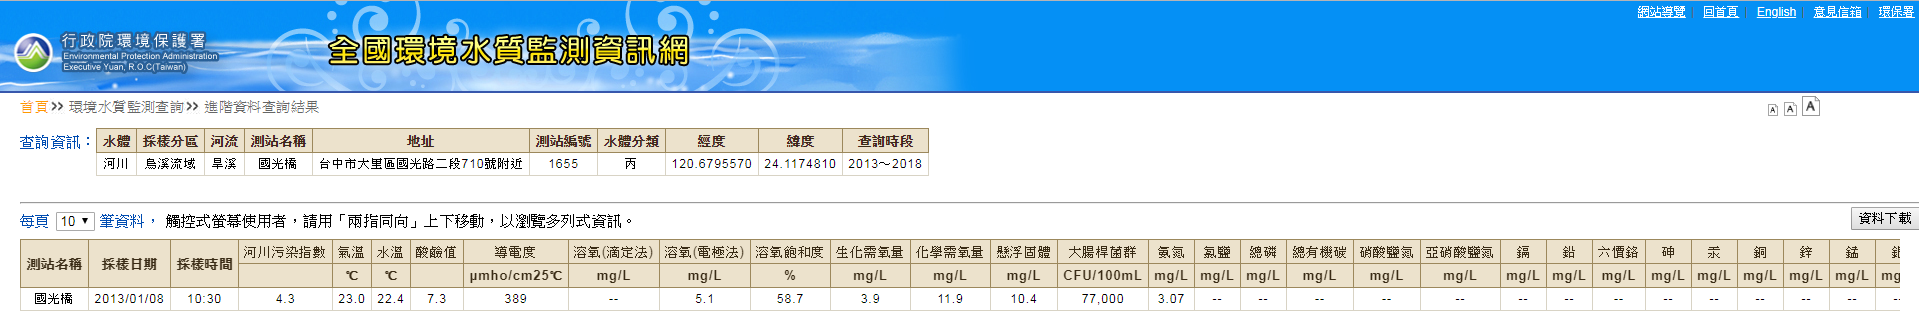 網站導覽 | 回首頁 | English | 意見信箱 | 環保署
行政院環境保護署
Environmental Protection Administration
Executive Yuan, R.O.C(Taiwan)
全國環境水質監測資訊網
首頁>> 環境水質監測查詢>> 進階資料查詢結果
A A A
查詢資訊：
水體 採樣分區 河流 測站名稱 地址 測站編號 水體分類 經度 緯度 查詢時段
河川 烏溪流域 旱溪 國光橋 台中市大里區國光路二段710號附近 1655 丙 120.6795570 24.1174810 2013～2018
每頁 10 筆資料， 觸控式螢幕使用者，請用「兩指同向」上下移動，以瀏覽多列式資訊。
資料下載
測站名稱 採樣日期 採樣時間 河川污染指數 氣溫 水溫 酸鹼值 導電度 溶氧(滴定法) 溶氧(電極法) 溶氧飽和度 生化需氧量 化學需氧量 懸浮固體 大腸桿菌群 氨氮 氯鹽 總磷 總有機碳 硝酸鹽氮 亞硝酸鹽氮 鎘 鉛 六價鉻 砷 汞 銅 鋅 錳
℃ ℃ µmho/cm25℃ mg/L mg/L % mg/L mg/L mg/L CFU/100mL mg/L mg/L mg/L mg/L mg/L mg/L mg/L mg/L mg/L mg/L mg/L mg/L mg/L mg/L mg
國光橋 2013/01/08 10:30 4.3 23.0 22.4 7.3 389 -- 5.1 58.7 3.9 11.9 10.4 77,000 3.07 -- -- -- -- -- -- -- -- -- -- -- -- -- --